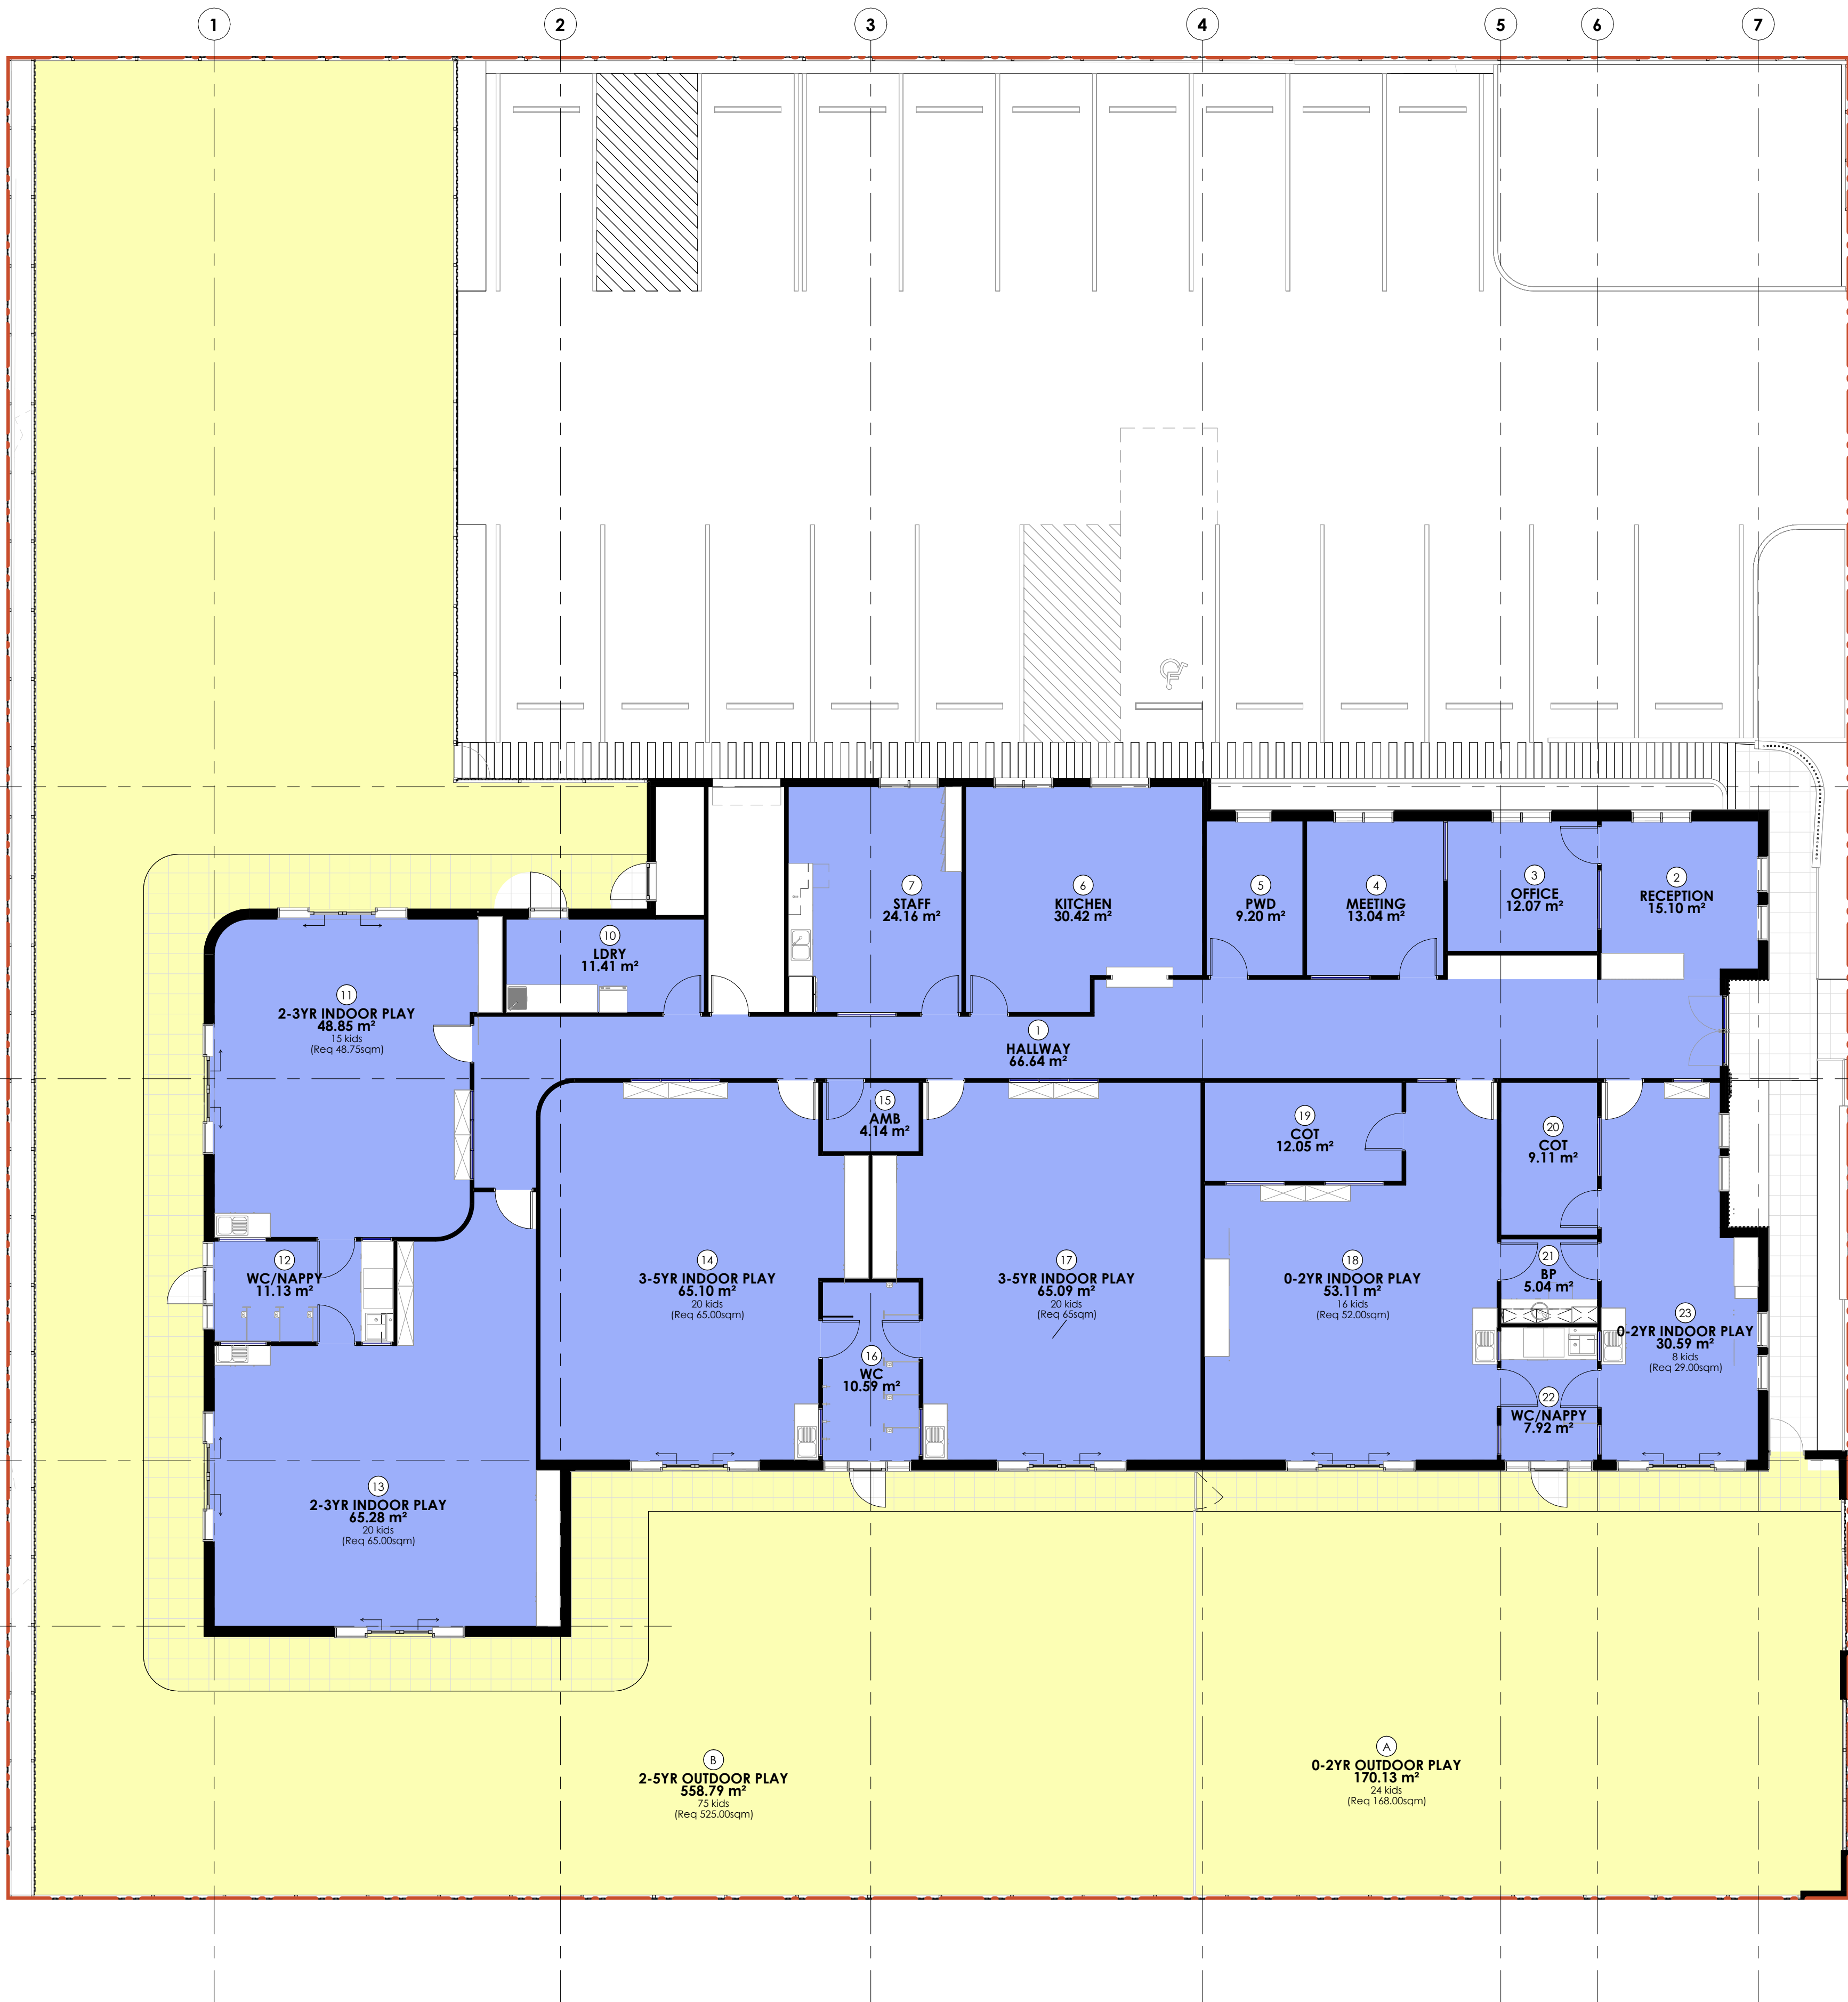 1
2
3
4
5
6
7
7
STAFF
24.16 m²
6
KITCHEN
30.42 m²
5
PWD
9.20 m²
4
MEETING
13.04 m²
3
OFFICE
12.07 m²
2
RECEPTION
15.10 m²
10
LDRY
11.41 m²
11
2-3YR INDOOR PLAY
48.85 m²
15 kids
(Req 48.75sqm)
1
HALLWAY
66.64 m²
15
AMB
4.14 m²
19
COT
12.05 m²
20
COT
9.11 m²
12
WC/NAPPY
11.13 m²
14
3-5YR INDOOR PLAY
65.10 m²
20 kids
(Req 65.00sqm)
17
3-5YR INDOOR PLAY
65.09 m²
20 kids
(Req 65sqm)
18
0-2YR INDOOR PLAY
53.11 m²
16 kids
(Req 52.00sqm)
21
BP
5.04 m²
23
0-2YR INDOOR PLAY
30.59 m²
8 kids
(Req 29.00sqm)
16
WC
10.59 m²
22
WC/NAPPY
7.92 m²
13
2-3YR INDOOR PLAY
65.28 m²
20 kids
(Req 65.00sqm)
B
2-5YR OUTDOOR PLAY
558.79 m²
75 kids
(Req 525.00sqm)
A
0-2YR OUTDOOR PLAY
170.13 m²
24 kids
(Req 168.00sqm)